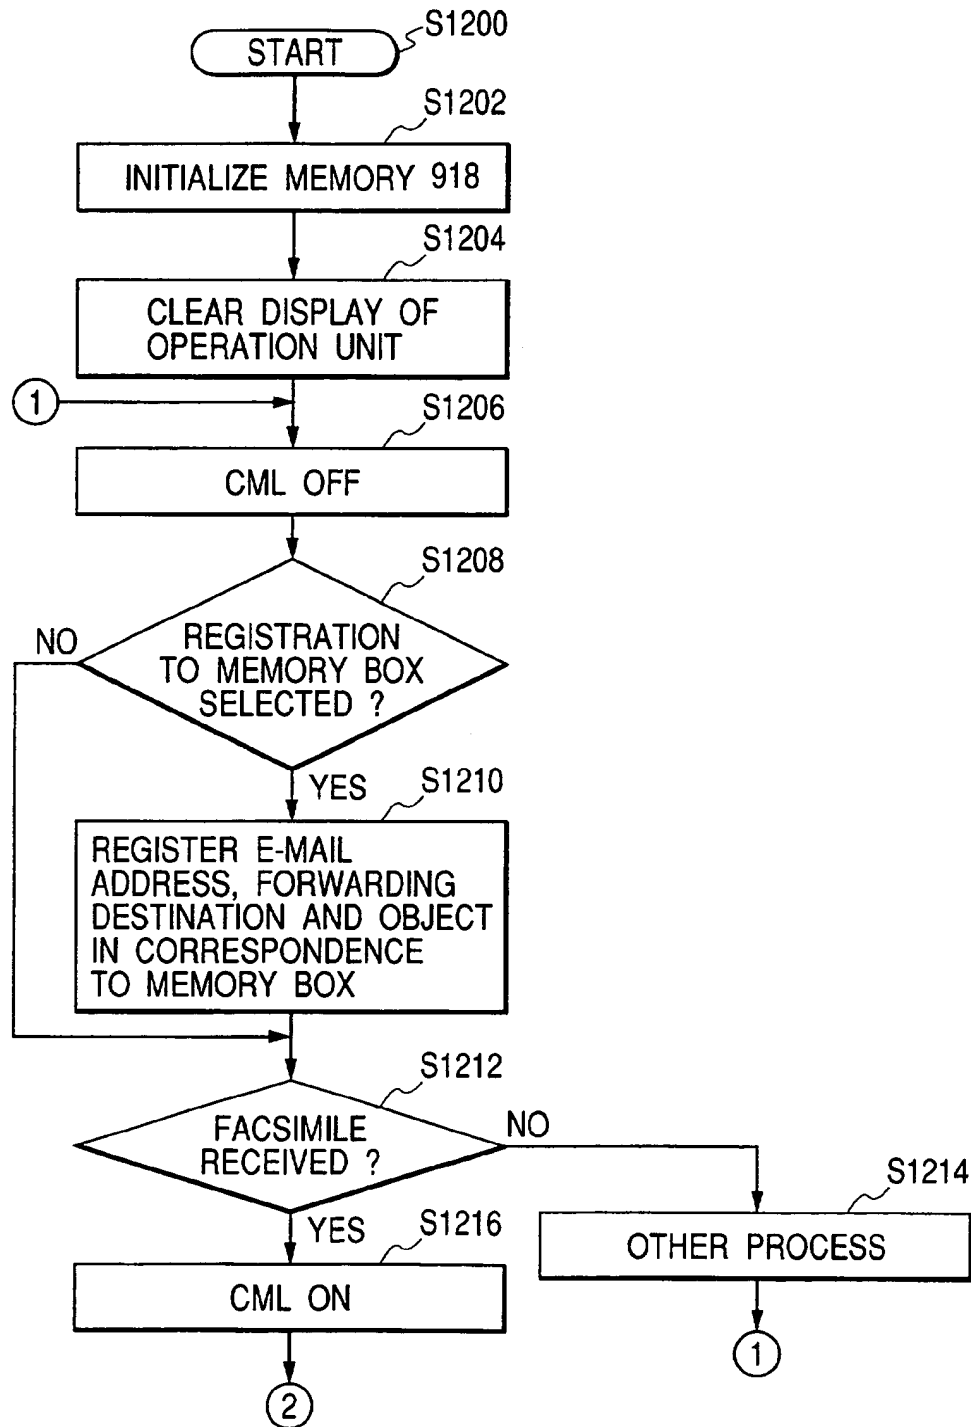 S1200
START
S1202
INITIALIZE MEMORY 918
S1204
CLEAR DISPLAY OF
OPERATION UNIT
1
S1206
CML OFF
S1208
NO
REGISTRATION
TO MEMORY BOX
SELECTED ?
YES
S1210
REGISTER E-MAIL
ADDRESS, FORWARDING
DESTINATION AND OBJECT
IN CORRESPONDENCE
TO MEMORY BOX
S1212
FACSIMILE
RECEIVED ?
NO
S1214
OTHER PROCESS
YES
S1216
CML ON
1
2